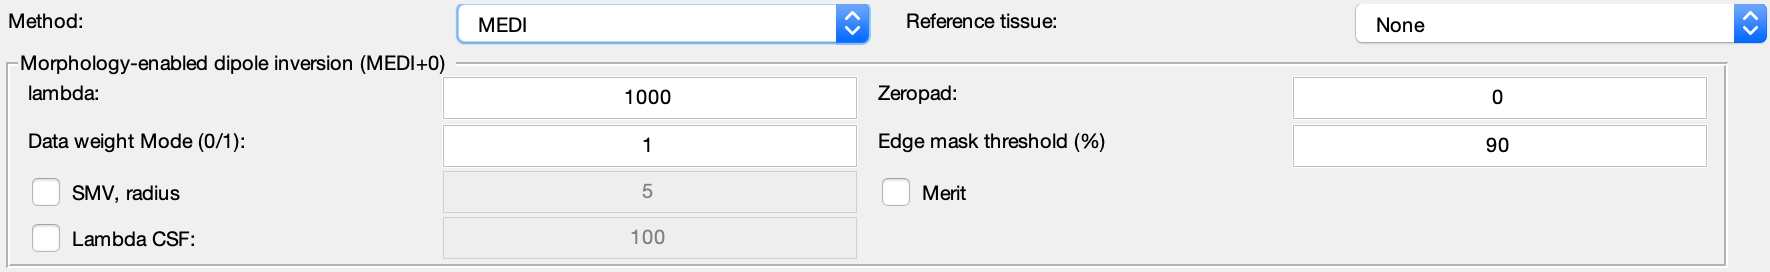 Method: MEDI Reference tissue: None
Morphology-enabled dipole inversion (MEDI+0)
lambda: 1000 Zeropad: 0
Data weight Mode (0/1): 1 Edge mask threshold (%) 90
SMV, radius 5 Merit
Lambda CSF: 100